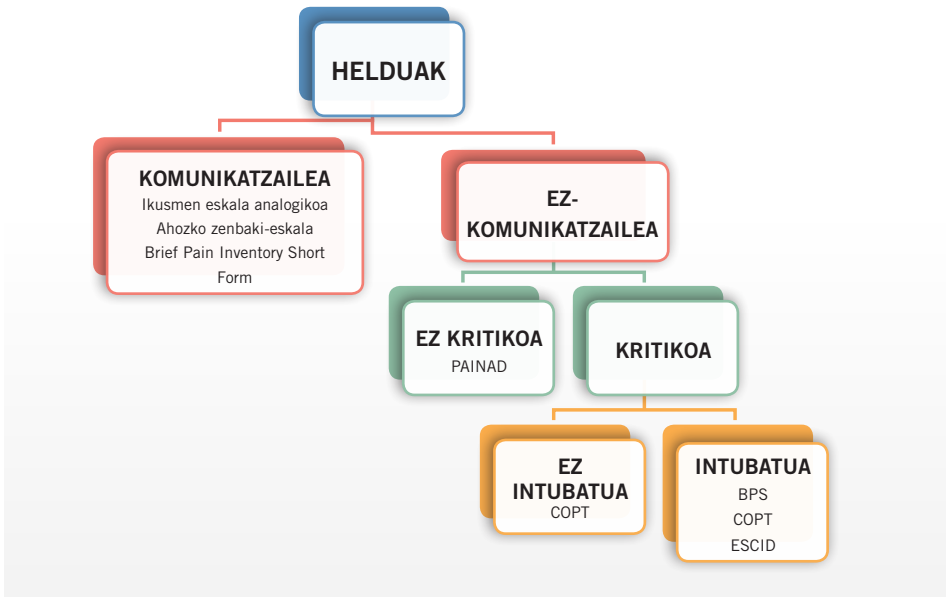 HELDUAK
KOMUNIKATZAILEA
Ikusmen eskala analogikoa
Ahozko zenbaki-eskala
Brief Pain Inventory Short
Form
EZ-
KOMUNIKATZAILEA
EZ KRITIKOA
PAINAD
KRITIKOA
EZ
INTUBATUA
COPT
INTUBATUA
BPS
COPT
ESCID